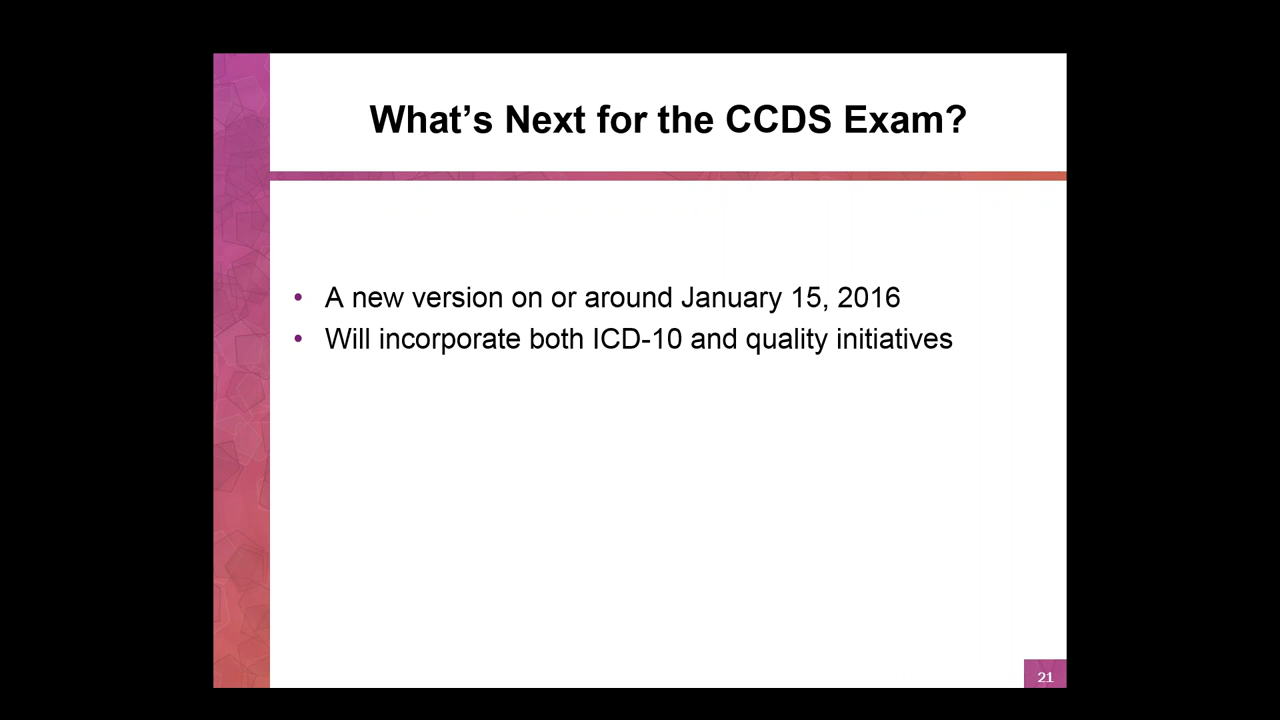 What’s Next for the CCDS Exam?
• A new version on or around January 15, 2016
• Will incorporate both ICD-10 and quality initiatives
21